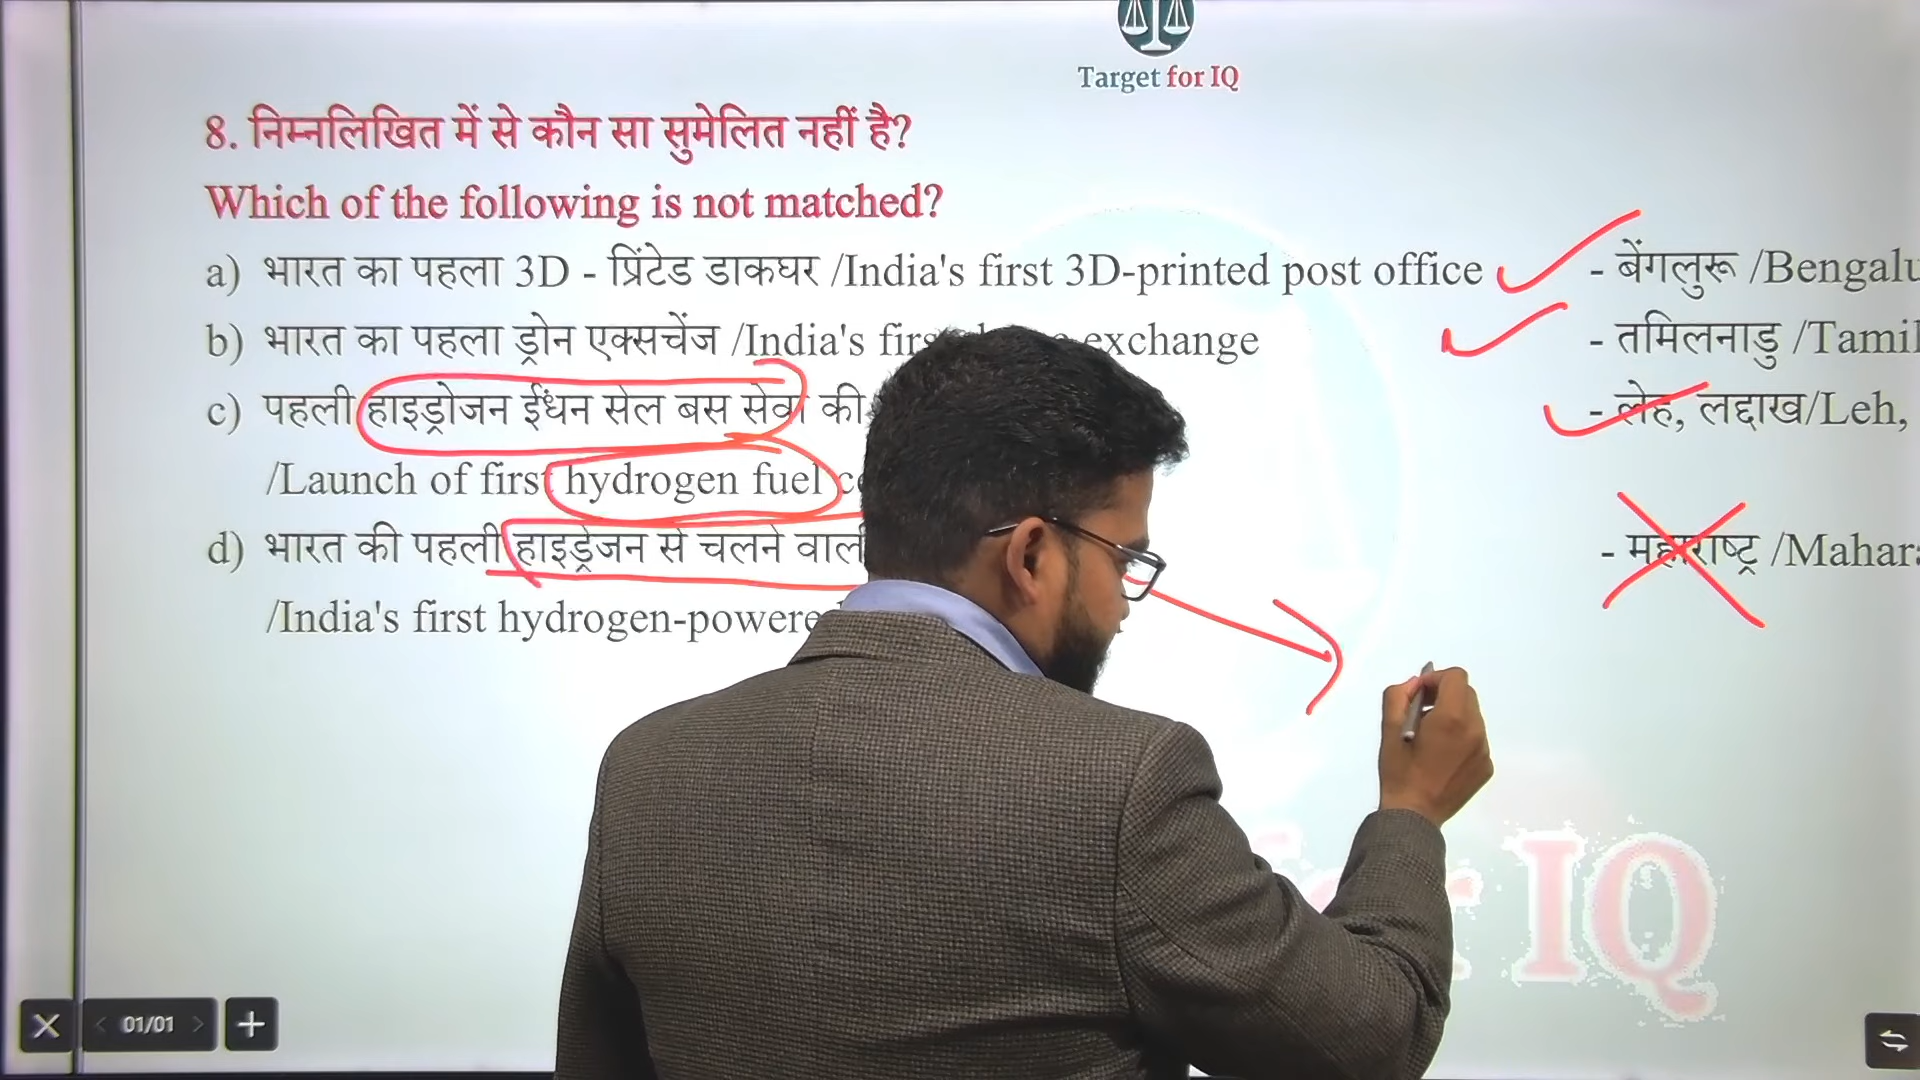 Target for IQ
8. निम्नलिखित में से कौन सा सुमेलित नहीं है?
Which of the following is not matched?
a) भारत का पहला 3D - प्रिंटेड डाकघर /India's first 3D-printed post office - बेंगलुरू /Bengalu
b) भारत का पहला ड्रोन एक्सचेंज /India's exchange - तमिलनाडु /Tamil
c) पहली हाइड्रोजन ईंधन सेल बस सेवा की - लेह, लद्दाख/Leh,
/Launch of first hydrogen fuel
d) भारत की पहली हाइड्रेजन से चलने वाली - महाराष्ट्र /Mahar
/India's first hydrogen-powere
IQ
01/01